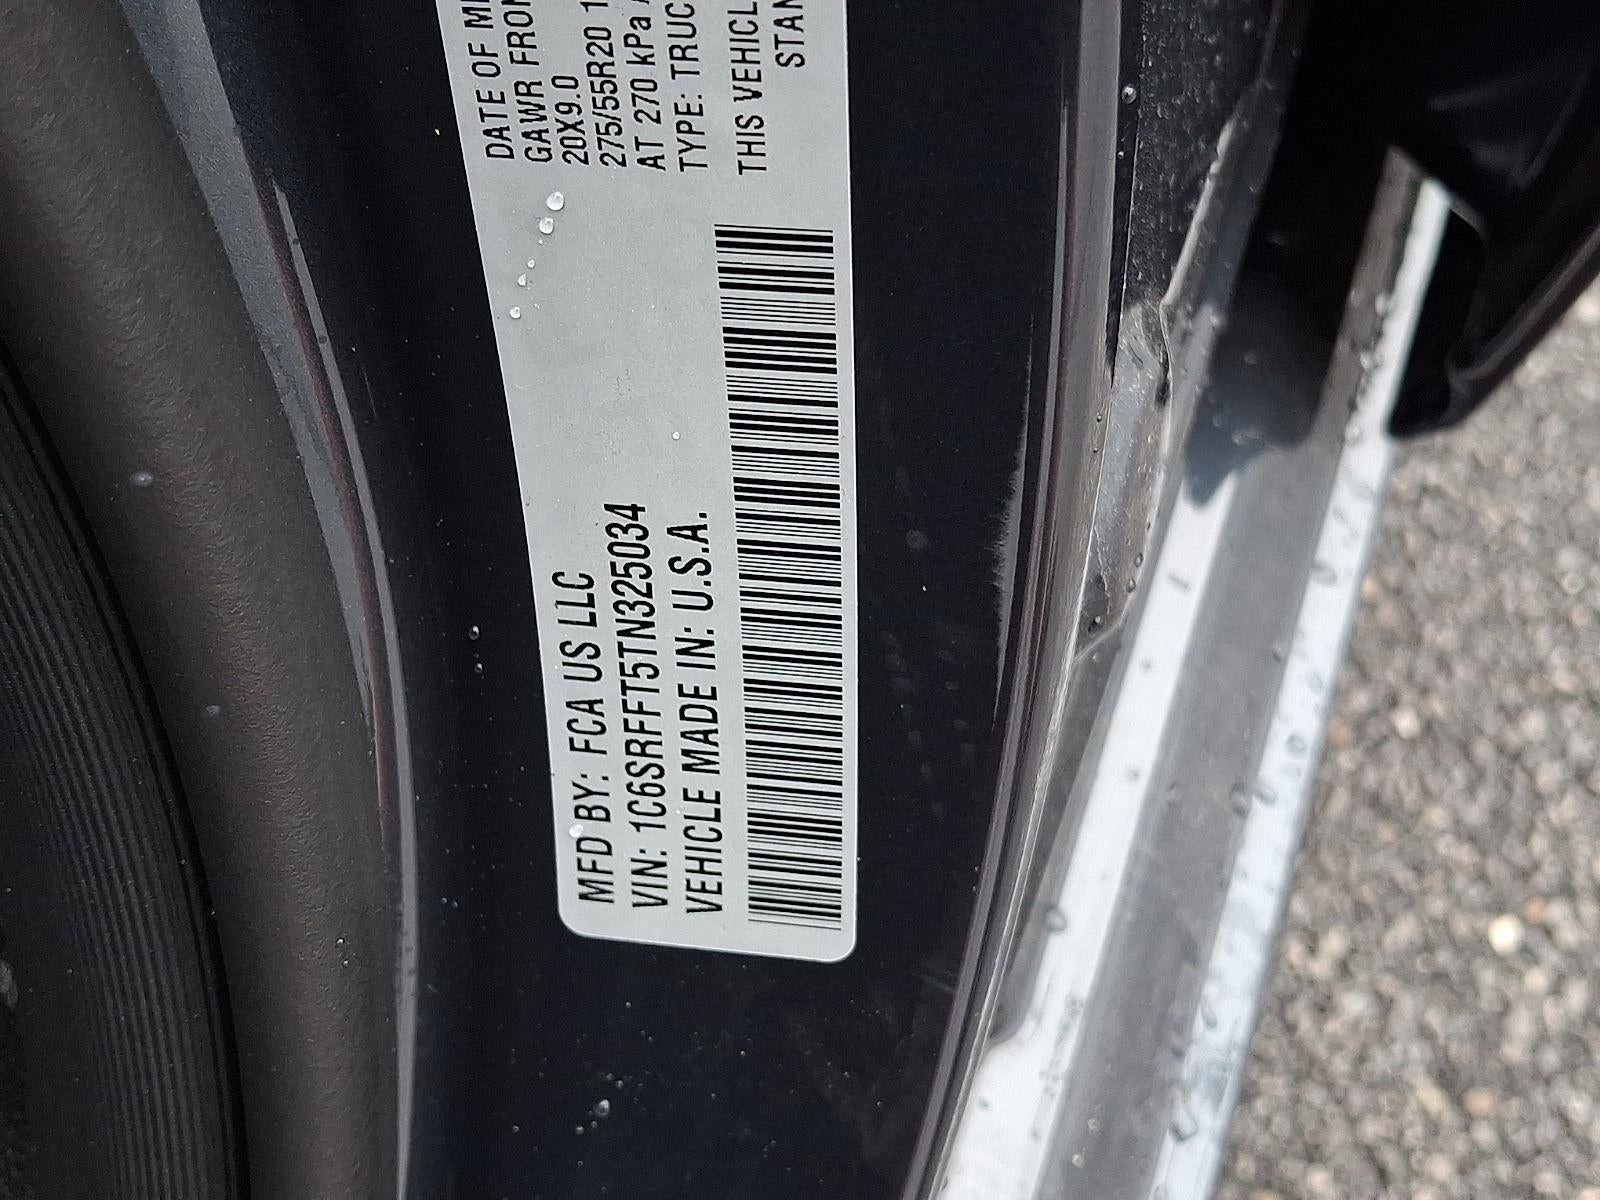 MFD BY: FCA US LLC
VIN: 1C6SRFFT5TN325034
VEHICLE MADE IN: U.S.A.
DATE OF M
GAWR FRON
20X9.0
275/55R20 1
AT 270 kPa
TYPE: TRUC
THIS VEHICL
STAN